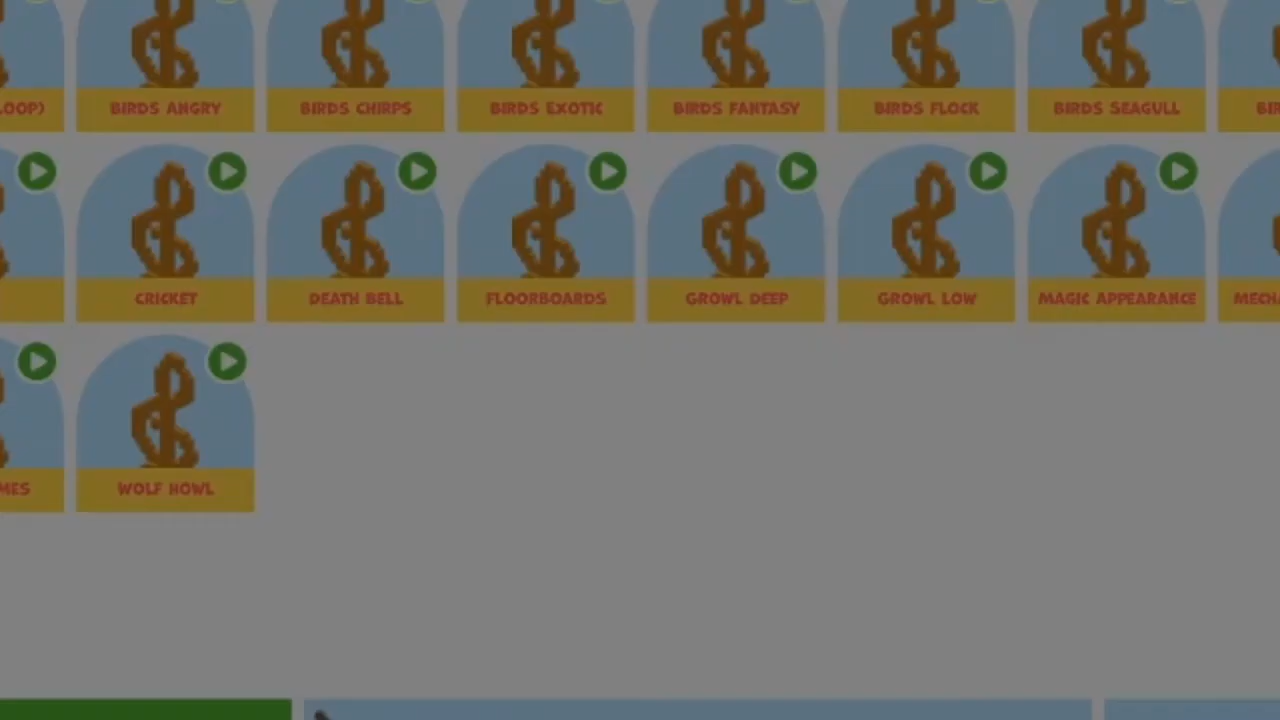 LOOP) BIRDS ANGRY BIRDS CHIRPS BIRDS EXOTIC BIRDS FANTASY BIRDS FLOCK BIRDS SEAGULL
CRICKET DEATH BELL FLOORBOARDS GROWL DEEP GROWL LOW MAGIC APPEARANCE
WOLF HOWL